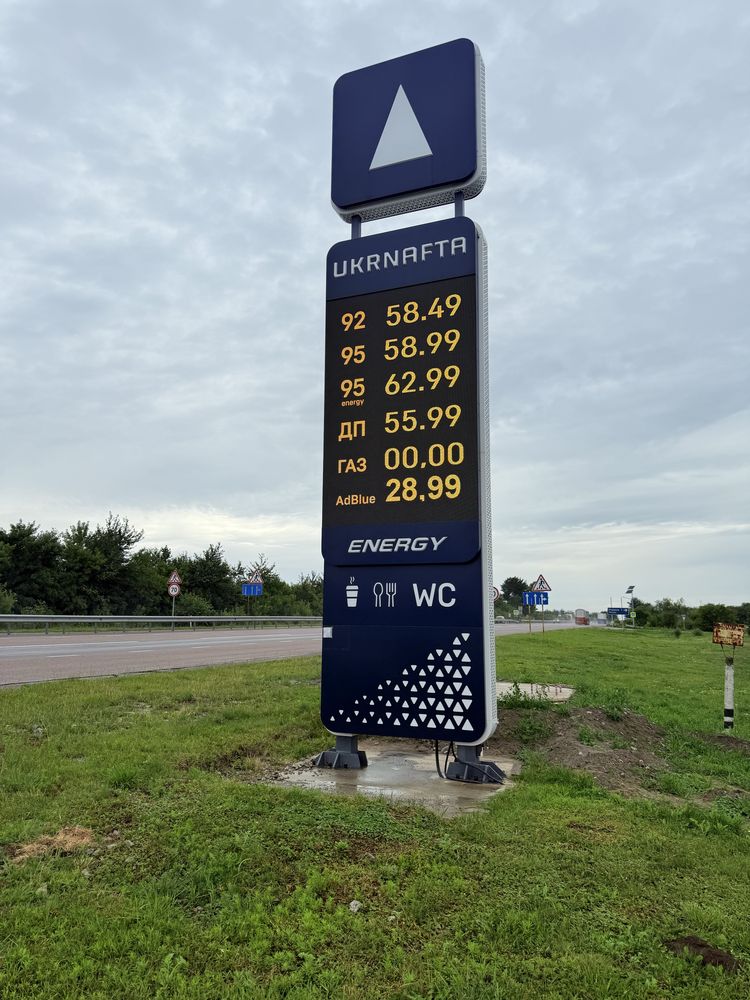 UKRNAFTA
92 58.49
95 58.99
95 62.99
energy
ДП 55.99
ГАЗ 00,00
AdBlue 28,99
ENERGY
WC
70